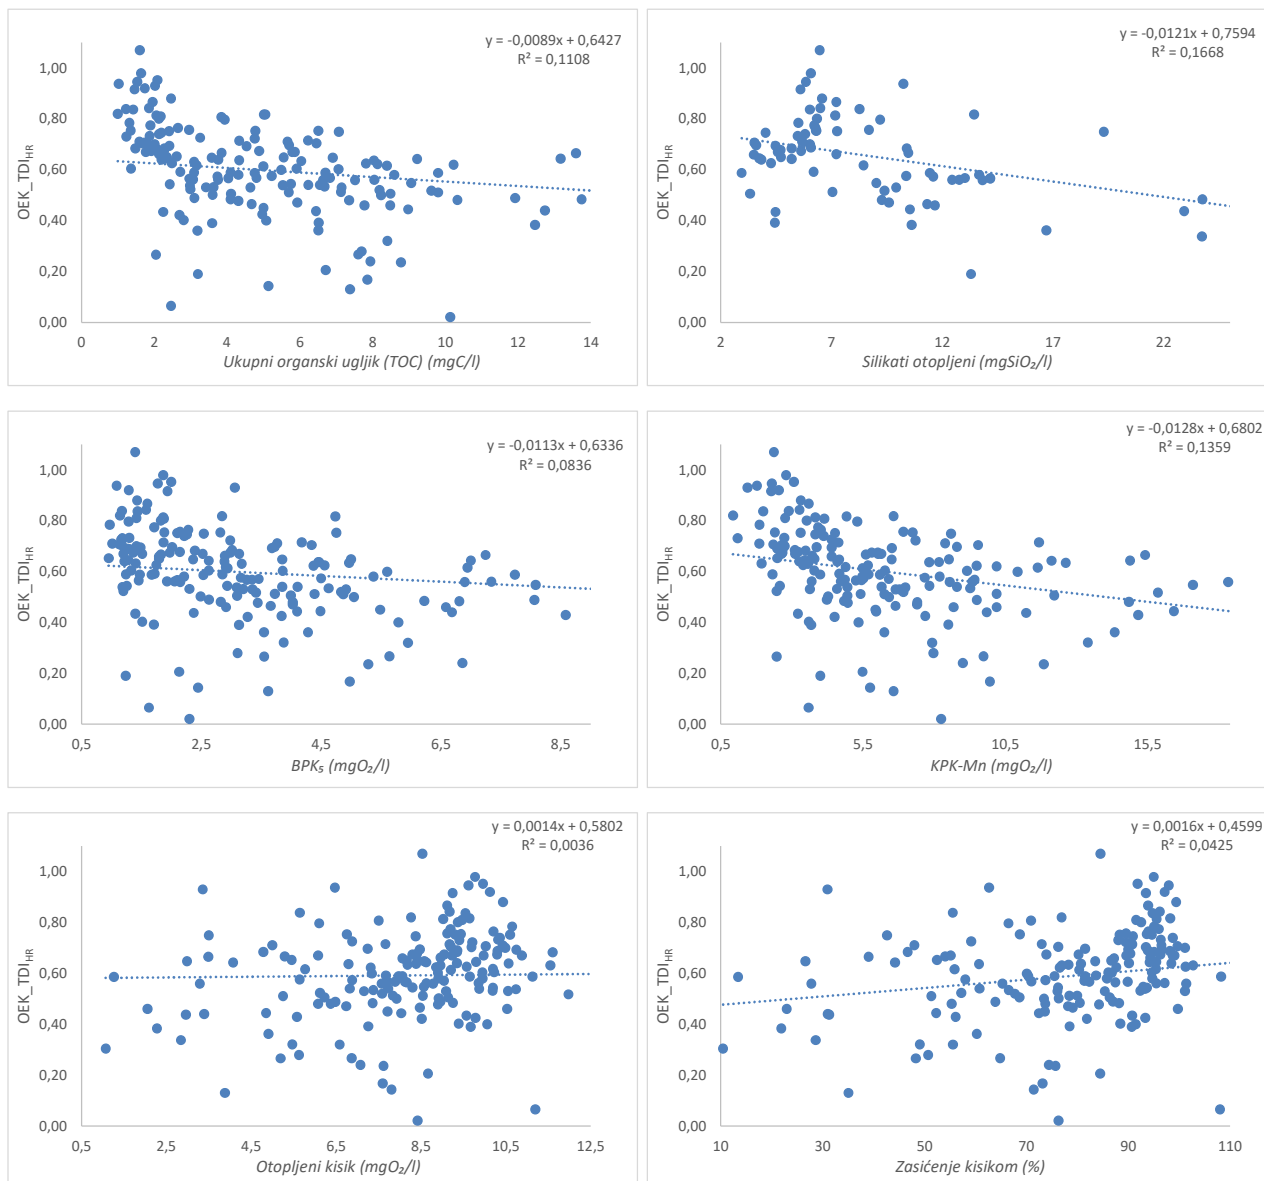 y = -0,0089x + 0,6427
R² = 0,1108
1,00
0,80
0,60
0,40
0,20
0,00
OEK_TDI_HR
0 2 4 6 8 10 12 14
Ukupni organski ugljik (TOC) (mgC/l)
y = -0,0121x + 0,7594
R² = 0,1668
1,00
0,80
0,60
0,40
0,20
0,00
OEK_TDI_HR
2 7 12 17 22
Silikati otopljeni (mgSiO₂/l)
y = -0,0113x + 0,6336
R² = 0,0836
1,00
0,80
0,60
0,40
0,20
0,00
OEK_TDI_HR
0,5 2,5 4,5 6,5 8,5
BPK₅ (mgO₂/l)
y = -0,0128x + 0,6802
R² = 0,1359
1,00
0,80
0,60
0,40
0,20
0,00
OEK_TDI_HR
0,5 5,5 10,5 15,5
KPK-Mn (mgO₂/l)
y = 0,0014x + 0,5802
R² = 0,0036
1,00
0,80
0,60
0,40
0,20
0,00
OEK_TDI_HR
0,5 2,5 4,5 6,5 8,5 10,5 12,5
Otopljeni kisik (mgO₂/l)
y = 0,0016x + 0,4599
R² = 0,0425
1,00
0,80
0,60
0,40
0,20
0,00
OEK_TDI_HR
10 30 50 70 90 110
Zasićenje kisikom (%)